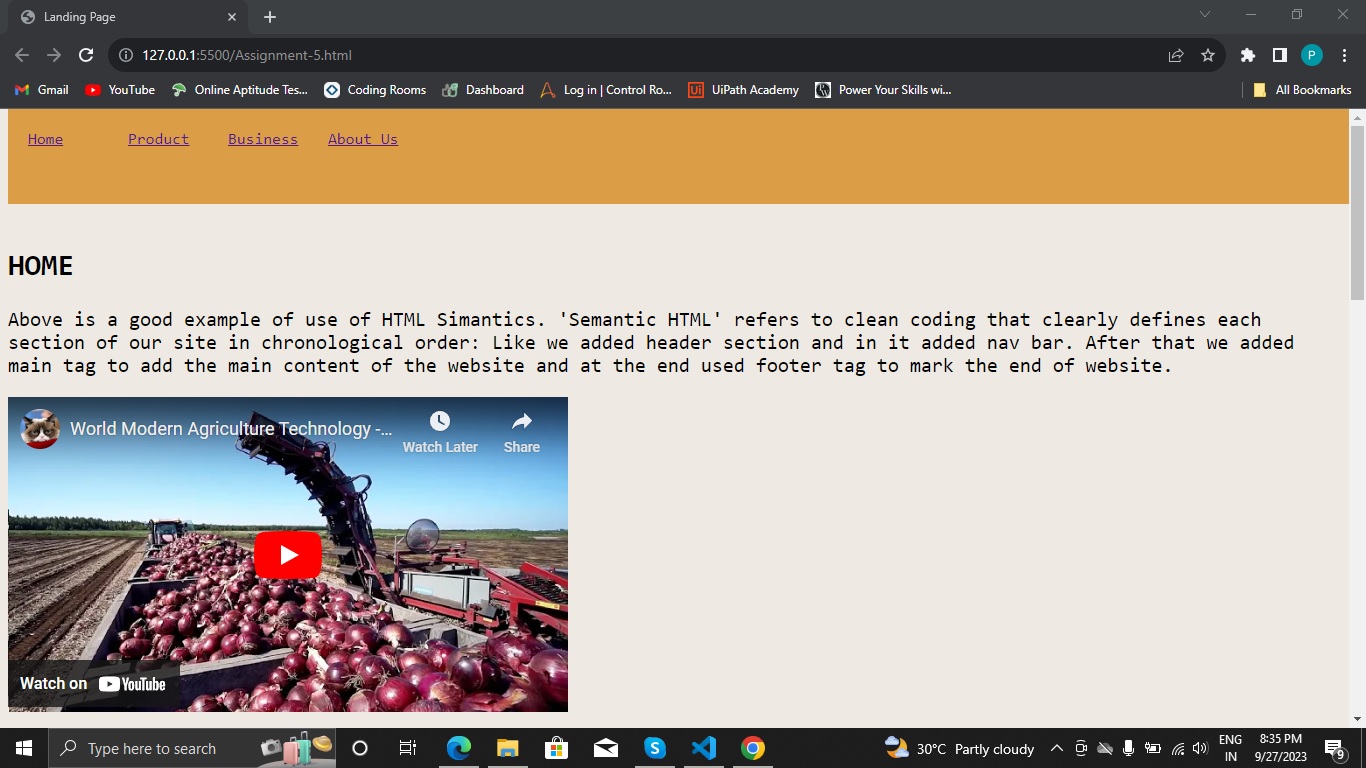 Landing Page
127.0.0.1:5500/Assignment-5.html
P
Gmail YouTube Online Aptitude Tes... Coding Rooms Dashboard Log in | Control Ro... UiPath Academy Power Your Skills wi... All Bookmarks
Home Product Business About Us
HOME
Above is a good example of use of HTML Simantics. 'Semantic HTML' refers to clean coding that clearly defines each
section of our site in chronological order: Like we added header section and in it added nav bar. After that we added
main tag to add the main content of the website and at the end used footer tag to mark the end of website.
World Modern Agriculture Technology -...
Watch Later Share
Watch on YouTube
Type here to search
30°C Partly cloudy
ENG
IN
8:35 PM
9/27/2023
9